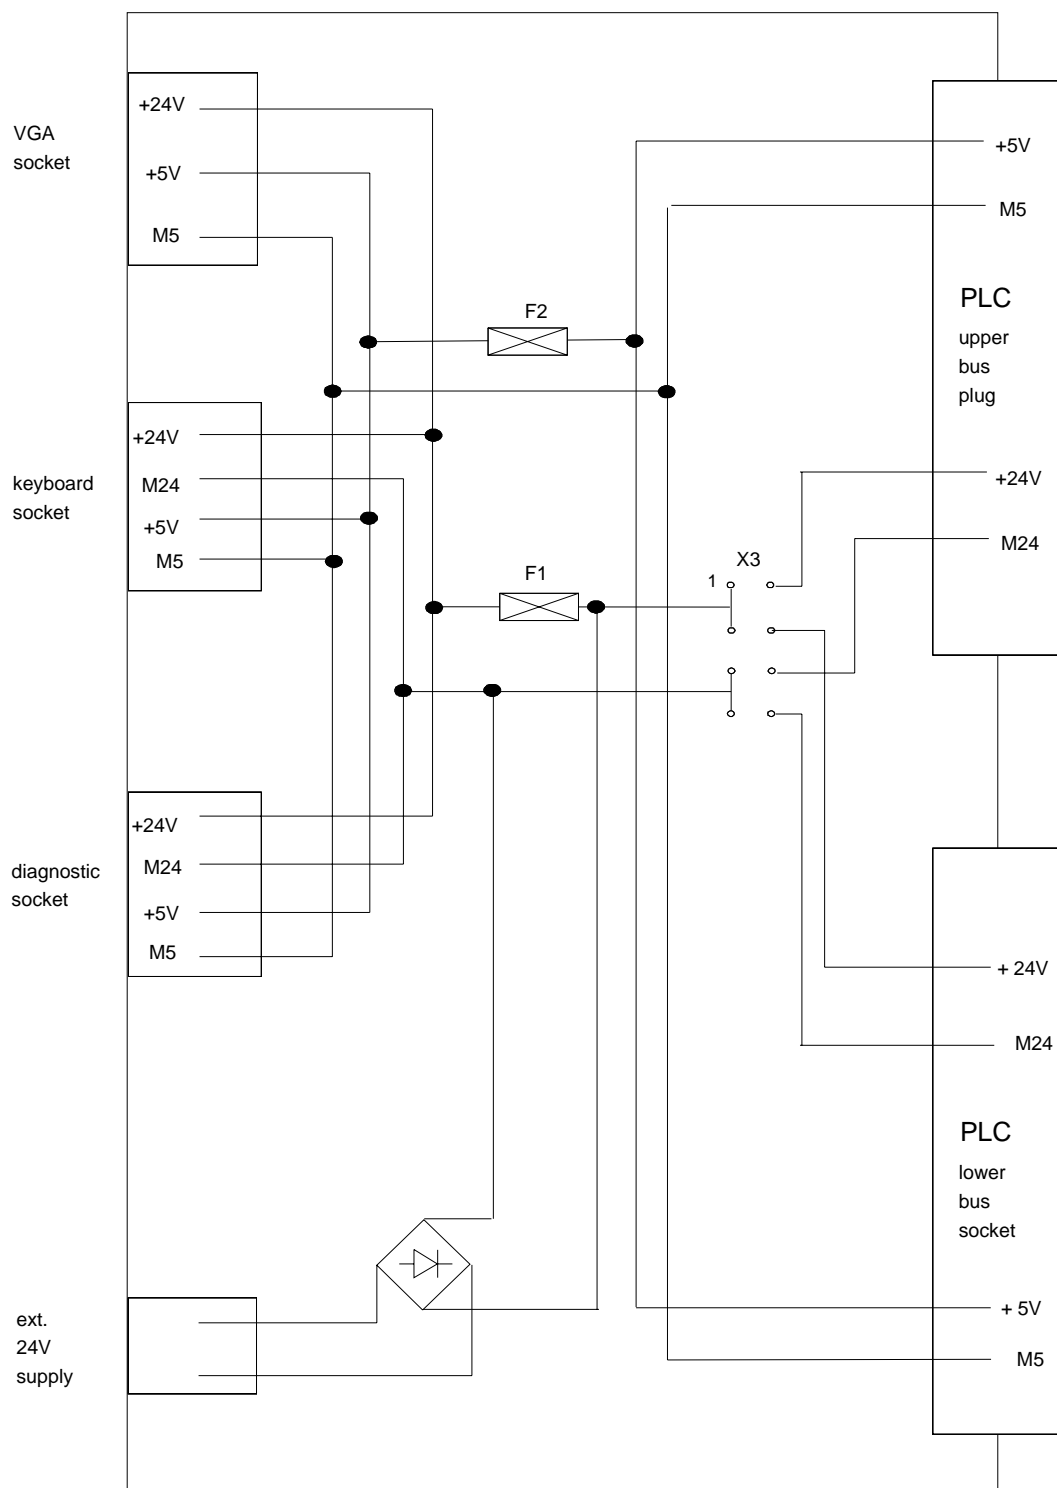 VGA
socket
+24V
+5V
M5
+5V
M5
PLC
upper
bus
plug
F2
keyboard
socket
+24V
M24
+5V
M5
+24V
M24
F1
X3
1
diagnostic
socket
+24V
M24
+5V
M5
+ 24V
M24
PLC
lower
bus
socket
+ 5V
M5
ext.
24V
supply